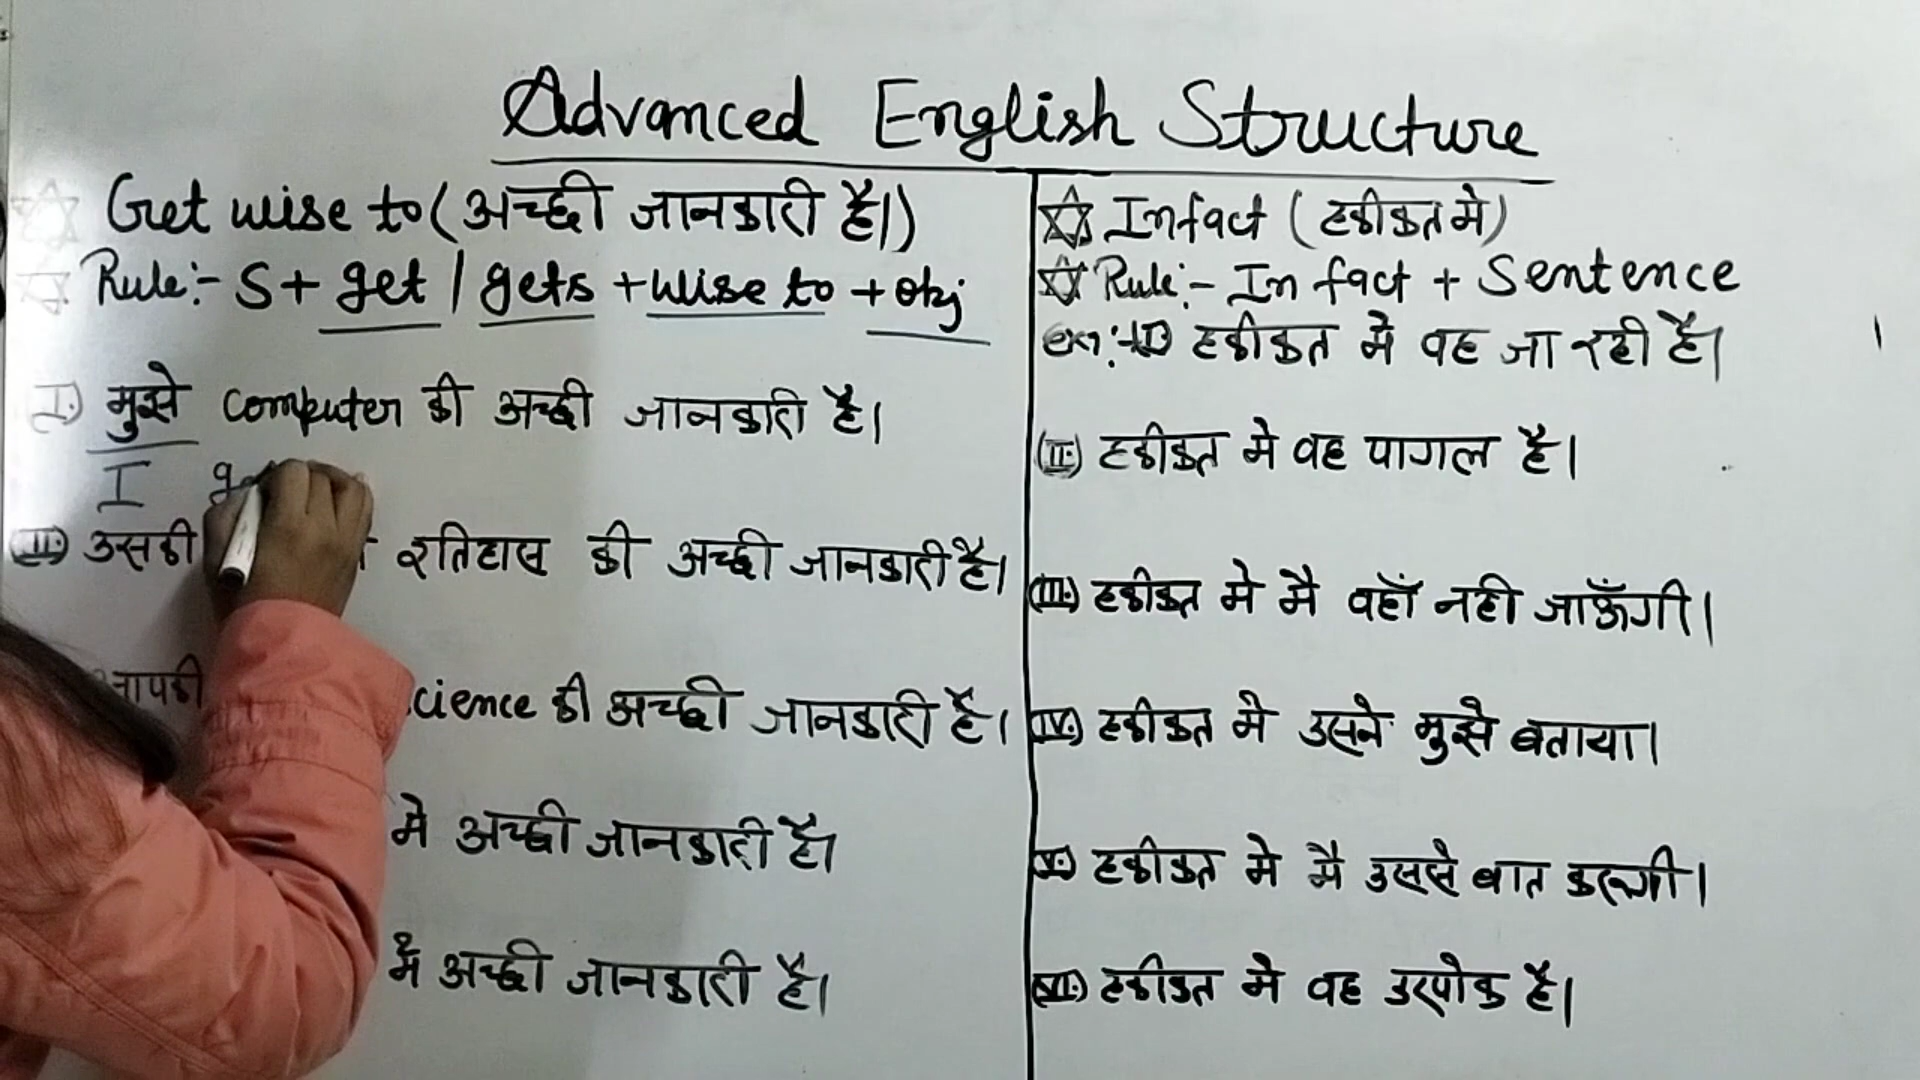 Advanced English Structure
Get wise to (अच्छी जानकारी है।)
Rule:- S + get / gets + wise to + obj
I.) मुझे computer की अच्छी जानकारी है।
I
(II.) उसकी इतिहास की अच्छी जानकारी है।
आपकी science की अच्छी जानकारी है।
मे अच्छी जानकारी है।
में अच्छी जानकारी है।
Infact (हकीकत मे)
Rule:- In fact + Sentence
ex:- I) हकीकत मे वह जा रही है।
(II.) हकीकत मे वह पागल है।
(III.) हकीकत मे मै वहाँ नही जाऊँगी।
(IV.) हकीकत मे उसने मुझे बताया।
(V.) हकीकत मे मै उससे बात करूगी।
(VI.) हकीकत मे वह डरपोक है।